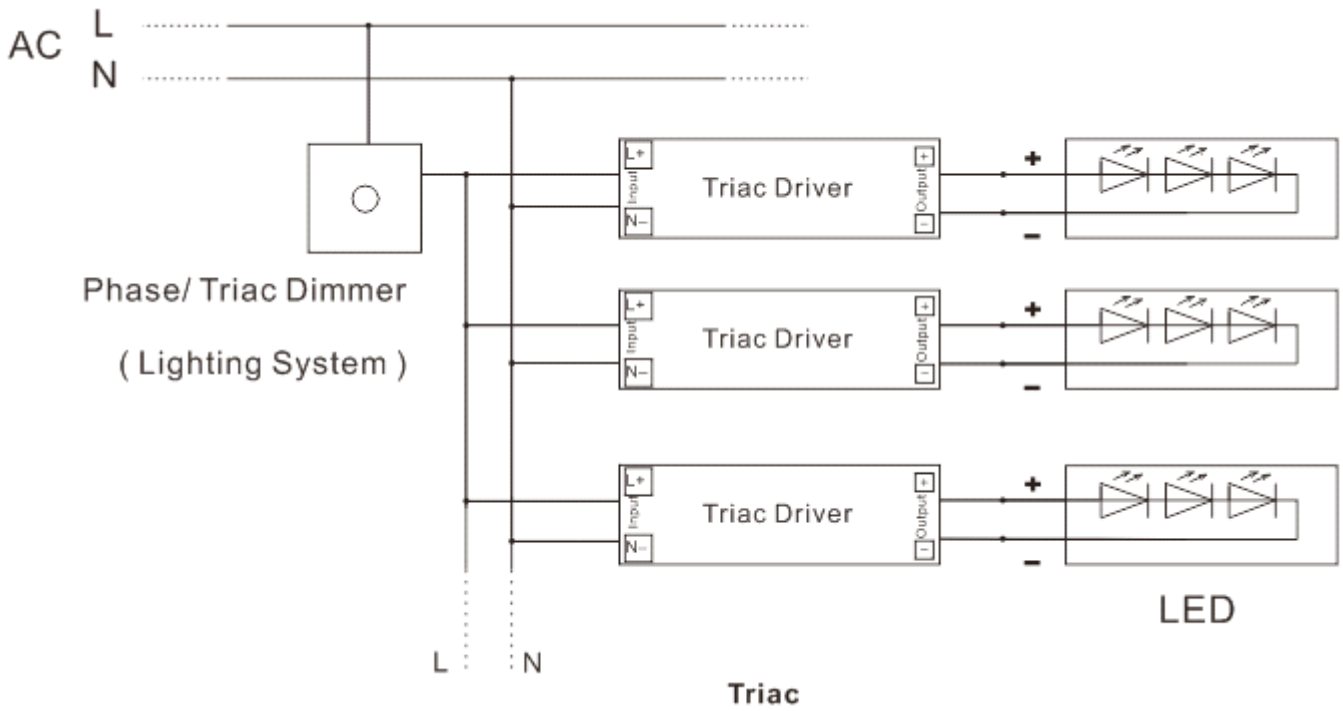 AC
L
N
L+
Input
N-
Triac Driver
+
Output
-
+
-
Phase/ Triac Dimmer
( Lighting System )
L+
Input
N-
Triac Driver
+
Output
-
+
-
L+
Input
N-
Triac Driver
+
Output
-
+
-
LED
L
N
Triac